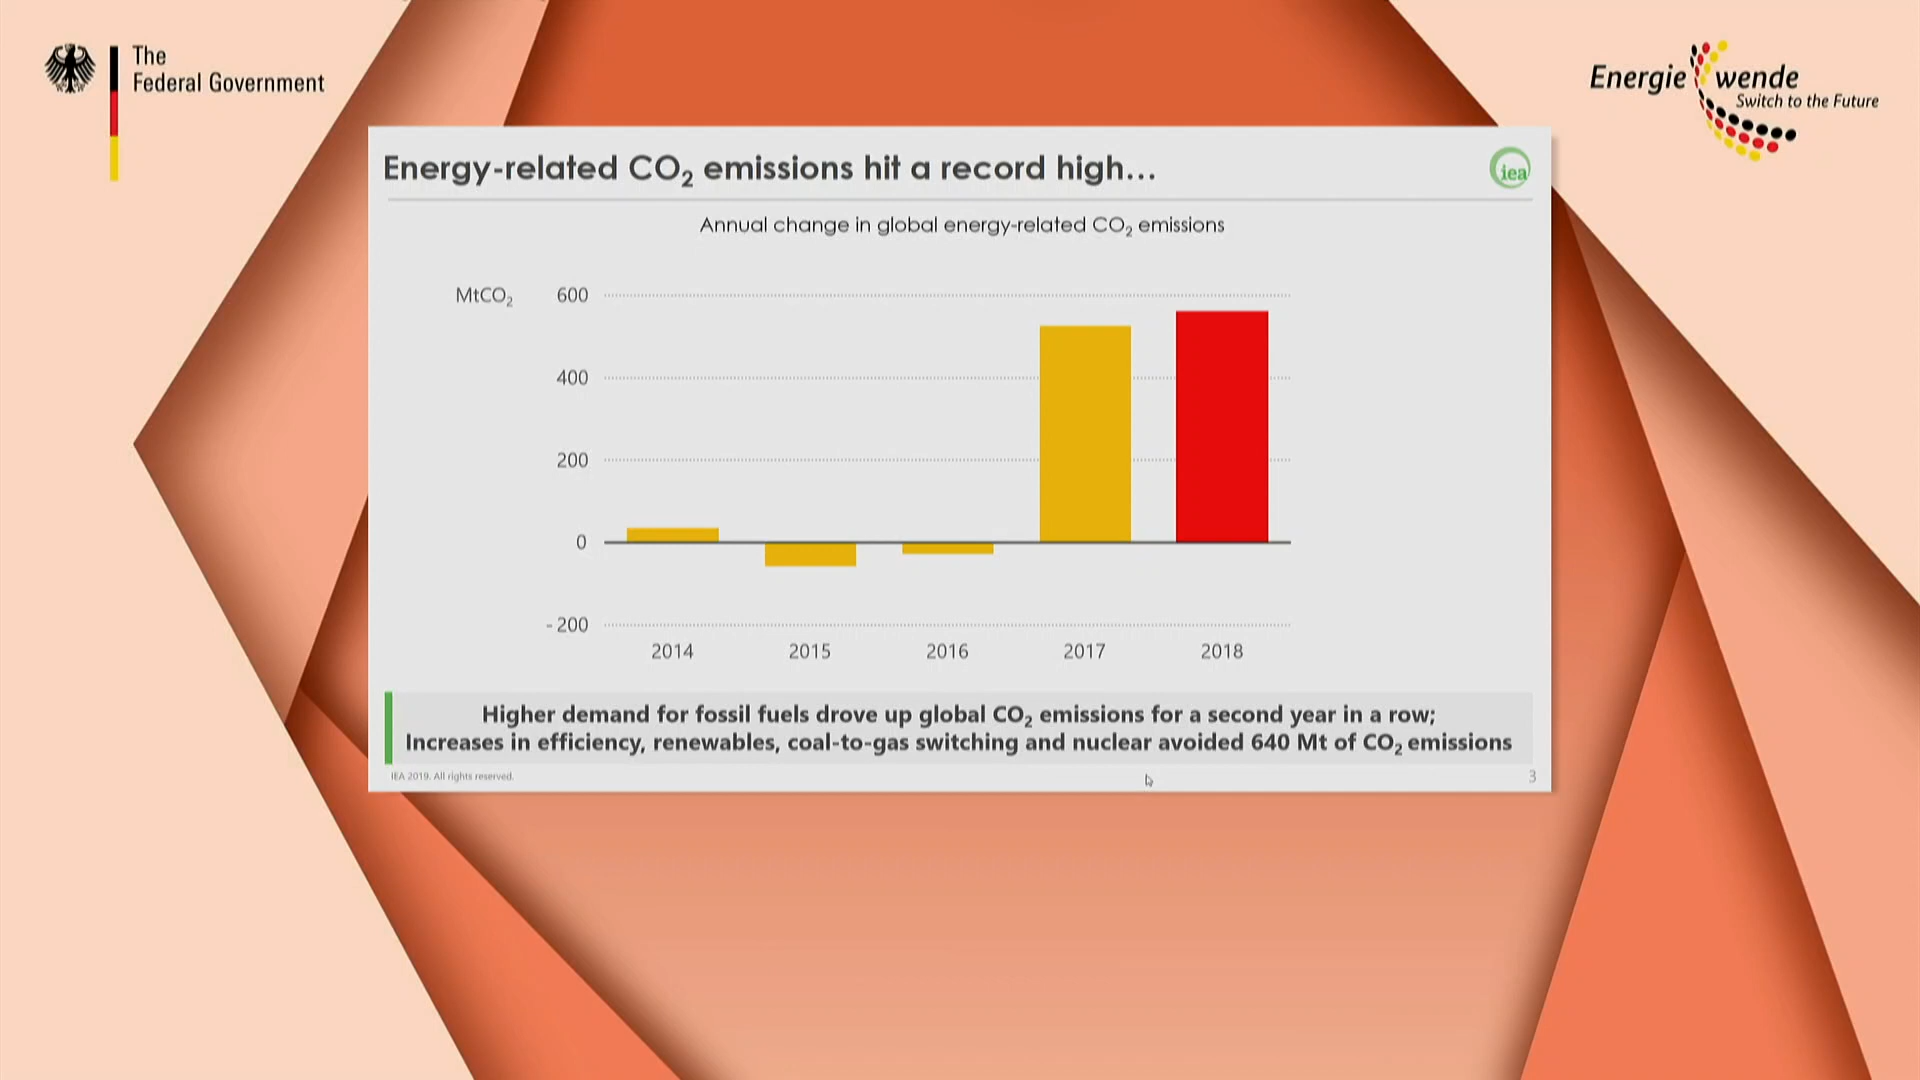 The
Federal Government
Energie wende
Switch to the Future
Energy-related CO₂ emissions hit a record high...
iea
Annual change in global energy-related CO₂ emissions
MtCO₂
600
400
200
0
- 200
2014 2015 2016 2017 2018
Higher demand for fossil fuels drove up global CO₂ emissions for a second year in a row;
Increases in efficiency, renewables, coal-to-gas switching and nuclear avoided 640 Mt of CO₂ emissions
IEA 2019. All rights reserved.
3